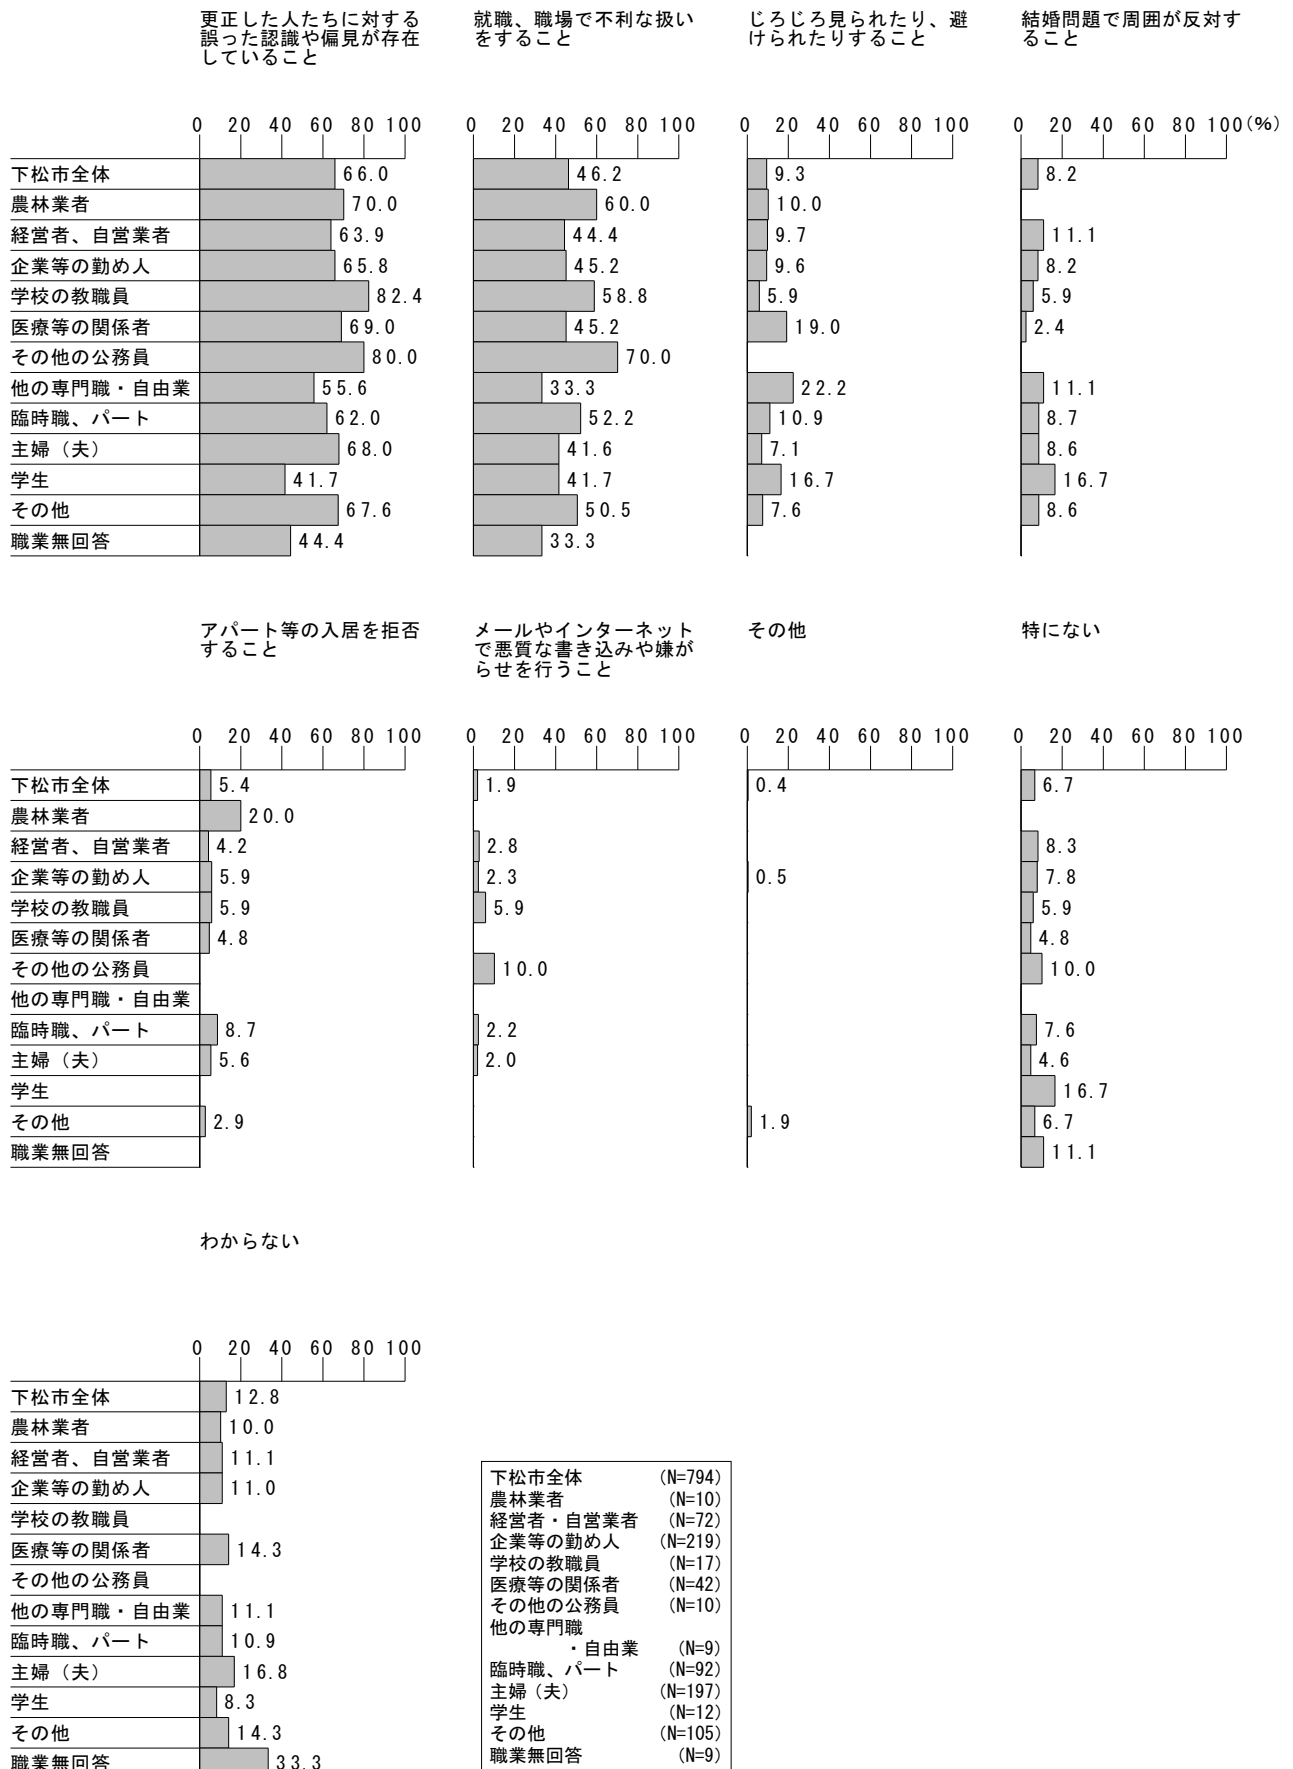 更正した人たちに対する
誤った認識や偏見が存在
していること
就職、職場で不利な扱い
をすること
じろじろ見られたり、避
けられたりすること
結婚問題で周囲が反対す
ること
0 20 40 60 80 100
0 20 40 60 80 100
0 20 40 60 80 100
0 20 40 60 80 100(%)
下松市全体 66.0 46.2 9.3 8.2
農林業者 70.0 60.0 10.0
経営者、自営業者 63.9 44.4 9.7 11.1
企業等の勤め人 65.8 45.2 9.6 8.2
学校の教職員 82.4 58.8 5.9 5.9
医療等の関係者 69.0 45.2 19.0 2.4
その他の公務員 80.0 70.0
他の専門職・自由業 55.6 33.3 22.2 11.1
臨時職、パート 62.0 52.2 10.9 8.7
主婦（夫） 68.0 41.6 7.1 8.6
学生 41.7 41.7 16.7 16.7
その他 67.6 50.5 7.6 8.6
職業無回答 44.4 33.3
アパート等の入居を拒否
すること
メールやインターネット
で悪質な書き込みや嫌が
らせを行うこと
その他
特にない
0 20 40 60 80 100
0 20 40 60 80 100
0 20 40 60 80 100
0 20 40 60 80 100
下松市全体 5.4 1.9 0.4 6.7
農林業者 20.0
経営者、自営業者 4.2 2.8 8.3
企業等の勤め人 5.9 2.3 0.5 7.8
学校の教職員 5.9 5.9 5.9
医療等の関係者 4.8 4.8
その他の公務員 10.0 10.0
他の専門職・自由業
臨時職、パート 8.7 2.2 7.6
主婦（夫） 5.6 2.0 4.6
学生 16.7
その他 2.9 1.9 6.7
職業無回答 11.1
わからない
0 20 40 60 80 100
下松市全体 12.8
農林業者 10.0
経営者、自営業者 11.1
企業等の勤め人 11.0
学校の教職員
医療等の関係者 14.3
その他の公務員
他の専門職・自由業 11.1
臨時職、パート 10.9
主婦（夫） 16.8
学生 8.3
その他 14.3
職業無回答 33.3
下松市全体 (N=794)
農林業者 (N=10)
経営者・自営業者 (N=72)
企業等の勤め人 (N=219)
学校の教職員 (N=17)
医療等の関係者 (N=42)
その他の公務員 (N=10)
他の専門職
・自由業 (N=9)
臨時職、パート (N=92)
主婦（夫） (N=197)
学生 (N=12)
その他 (N=105)
職業無回答 (N=9)